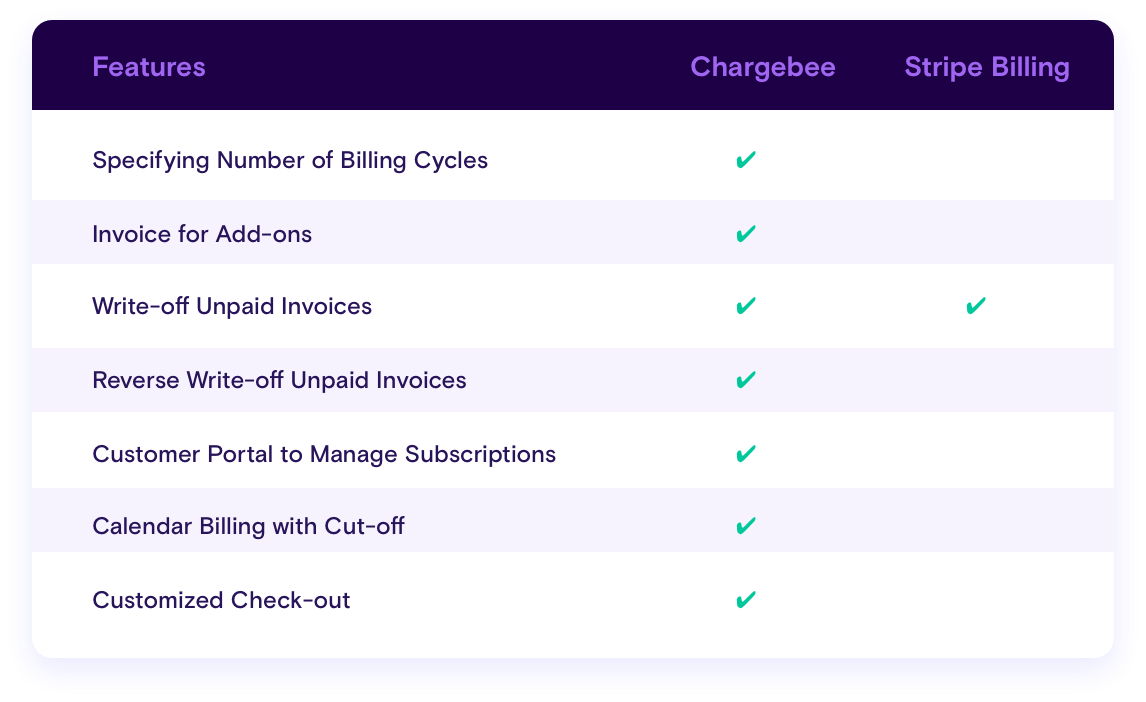 Features Chargebee Stripe Billing
Specifying Number of Billing Cycles ✔
Invoice for Add-ons ✔
Write-off Unpaid Invoices ✔ ✔
Reverse Write-off Unpaid Invoices ✔
Customer Portal to Manage Subscriptions ✔
Calendar Billing with Cut-off ✔
Customized Check-out ✔